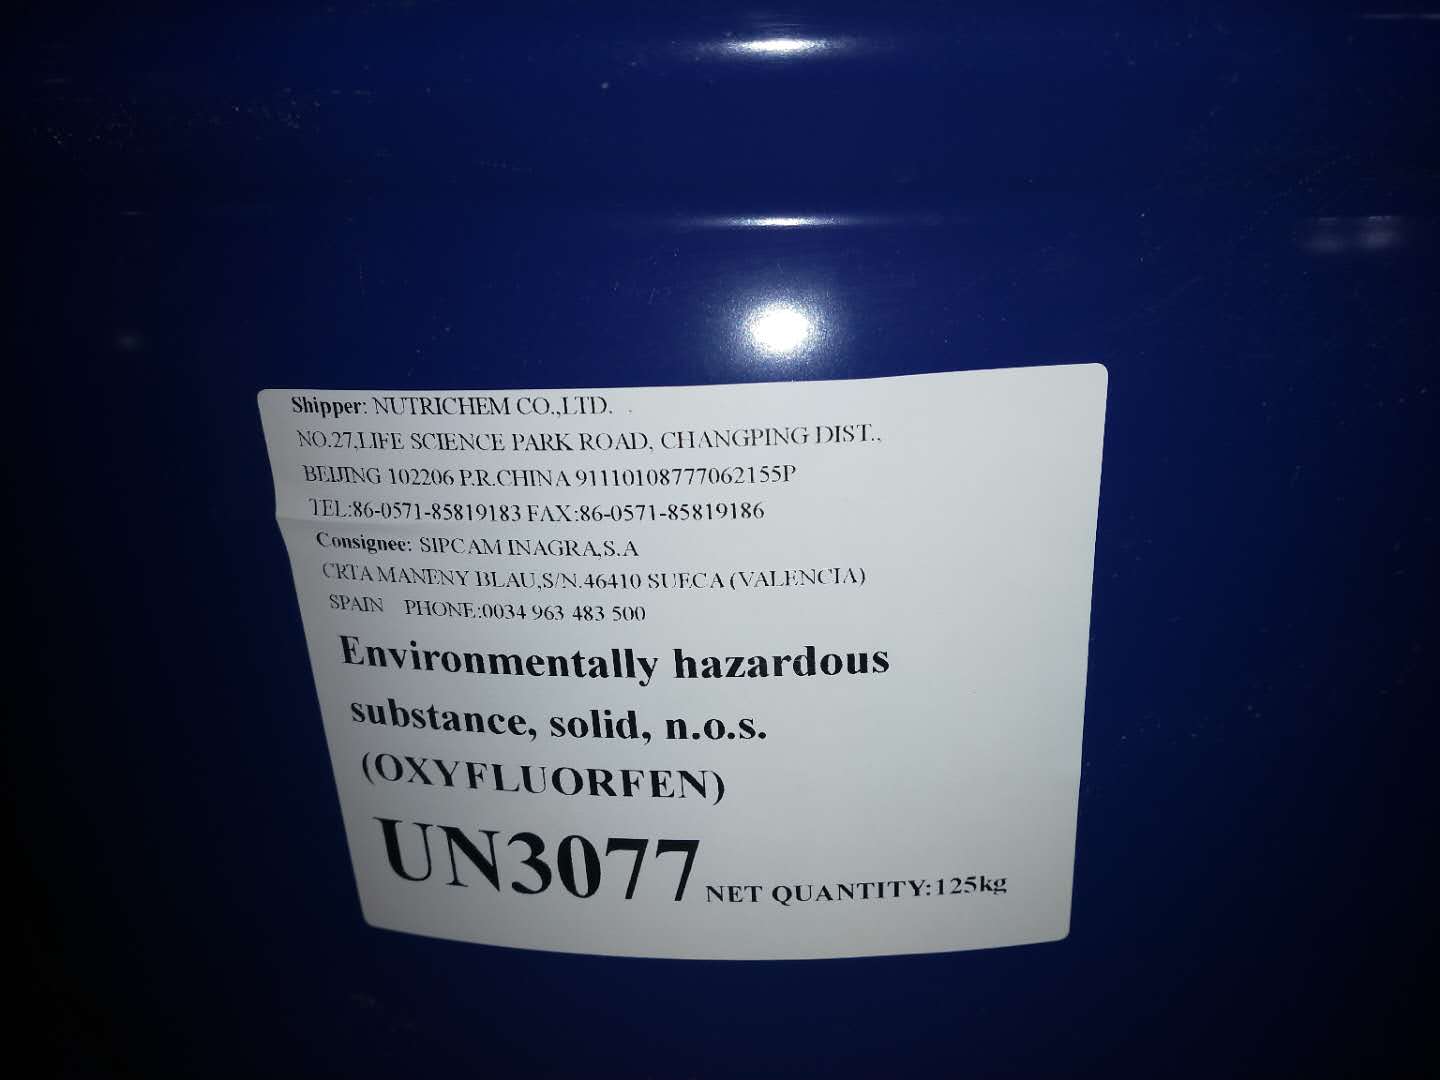 Shipper: NUTRICHEM CO.,LTD.
NO.27,LIFE SCIENCE PARK ROAD, CHANGPING DIST.,
BEIJING 102206 P.R.CHINA 91110108777062155P
TEL:86-0571-85819183 FAX:86-0571-85819186
Consignee: SIPCAM INAGRA,S.A
CRTA MANENY BLAU,S/N.46410 SUECA (VALENCIA)
SPAIN PHONE:0034 963 483 500
Environmentally hazardous
substance, solid, n.o.s.
(OXYFLUORFEN)
UN3077 NET QUANTITY:125kg